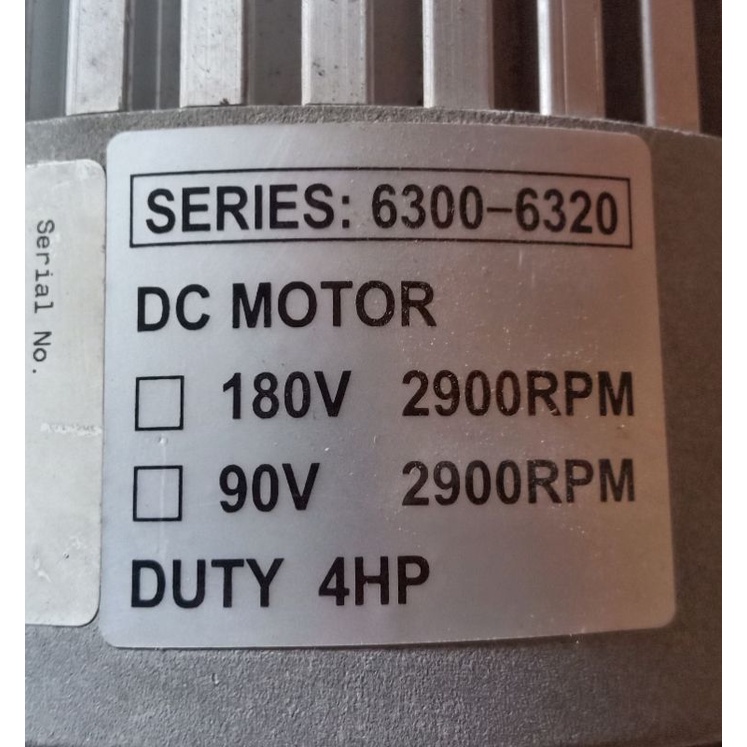 SERIES: 6300-6320
DC MOTOR
180V 2900RPM
90V 2900RPM
DUTY 4HP
Serial No.